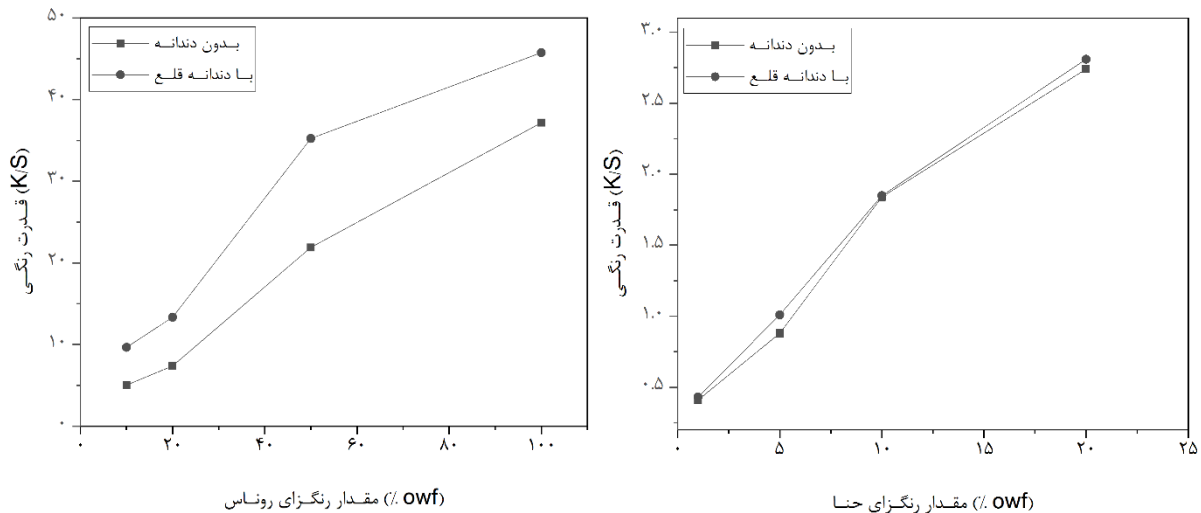 بدون دندانه
با دندانه قلع
۵۰
۴۰
۳۰
۲۰
۱۰
۰
قدرت رنگی (K/S)
۰ ۲۰ ۴۰ ۶۰ ۸۰ ۱۰۰
مقدار رنگزای روناس (% owf)
بدون دندانه
با دندانه قلع
۳.۰
۲.۵
۲.۰
۱.۵
۱.۰
۰.۵
قدرت رنگی (K/S)
۵ ۱۰ ۱۵ ۲۰ ۲۵
مقدار رنگزای حنا (% owf)